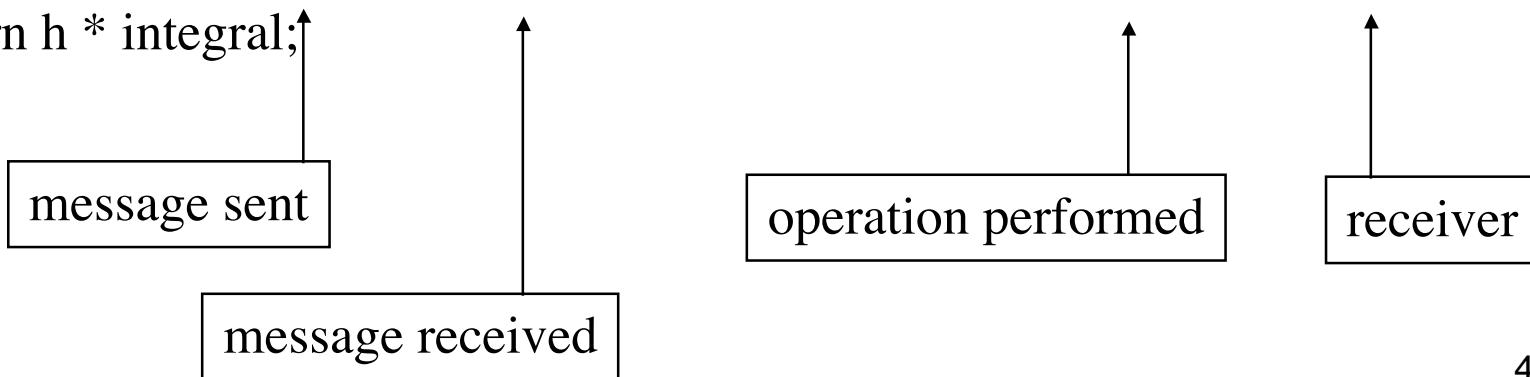 n h * integral;
message sent
operation performed
receiver
message received
4